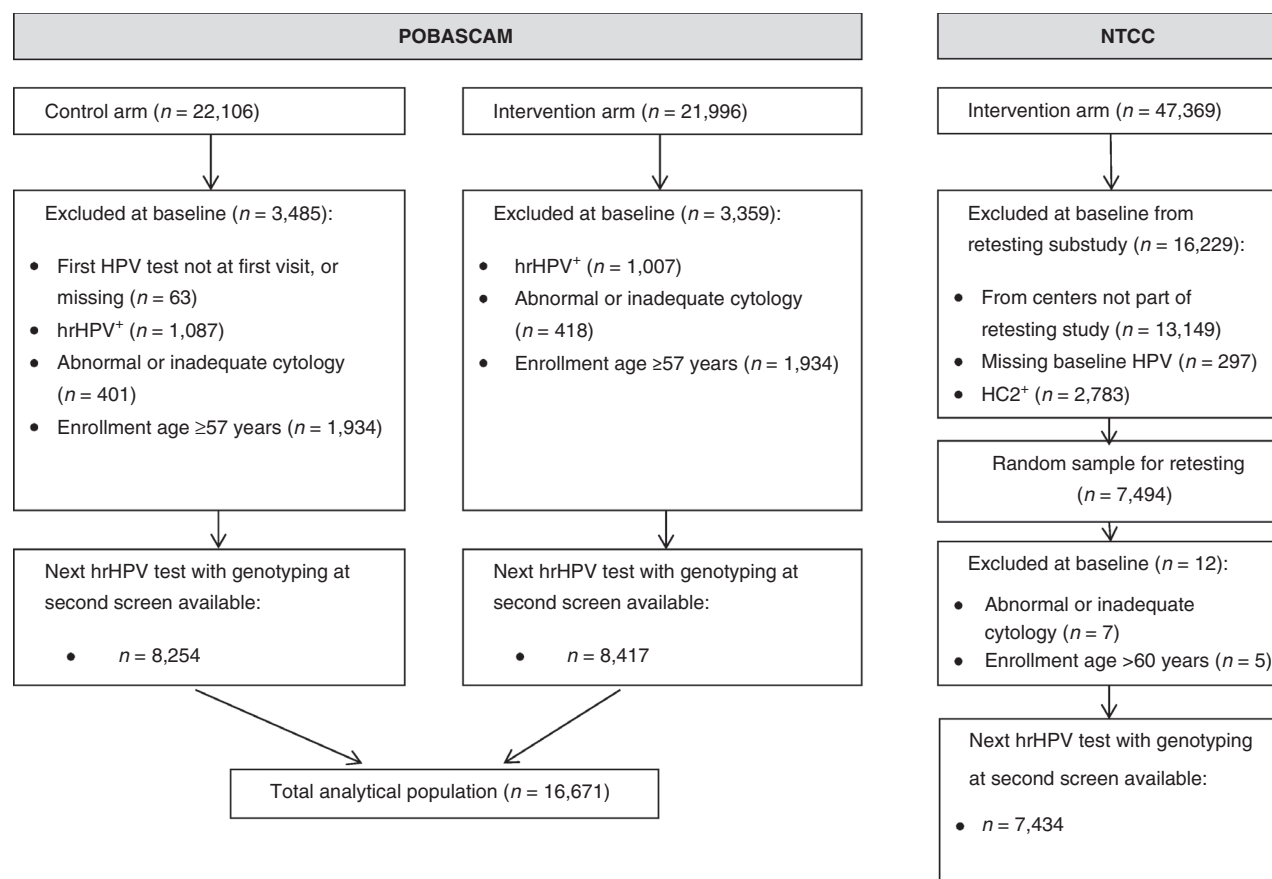 POBASCAM
Control arm (n = 22,106)
Excluded at baseline (n = 3,485):
• First HPV test not at first visit, or
missing (n = 63)
• hrHPV+ (n = 1,087)
• Abnormal or inadequate cytology
(n = 401)
• Enrollment age ≥57 years (n = 1,934)
Next hrHPV test with genotyping at
second screen available:
• n = 8,254
Intervention arm (n = 21,996)
Excluded at baseline (n = 3,359):
• hrHPV+ (n = 1,007)
• Abnormal or inadequate cytology
(n = 418)
• Enrollment age ≥57 years (n = 1,934)
Next hrHPV test with genotyping at
second screen available:
• n = 8,417
Total analytical population (n = 16,671)
NTCC
Intervention arm (n = 47,369)
Excluded at baseline from
retesting substudy (n = 16,229):
• From centers not part of
retesting study (n = 13,149)
• Missing baseline HPV (n = 297)
• HC2+ (n = 2,783)
Random sample for retesting
(n = 7,494)
Excluded at baseline (n = 12):
• Abnormal or inadequate
cytology (n = 7)
• Enrollment age >60 years (n = 5)
Next hrHPV test with genotyping
at second screen available:
• n = 7,434